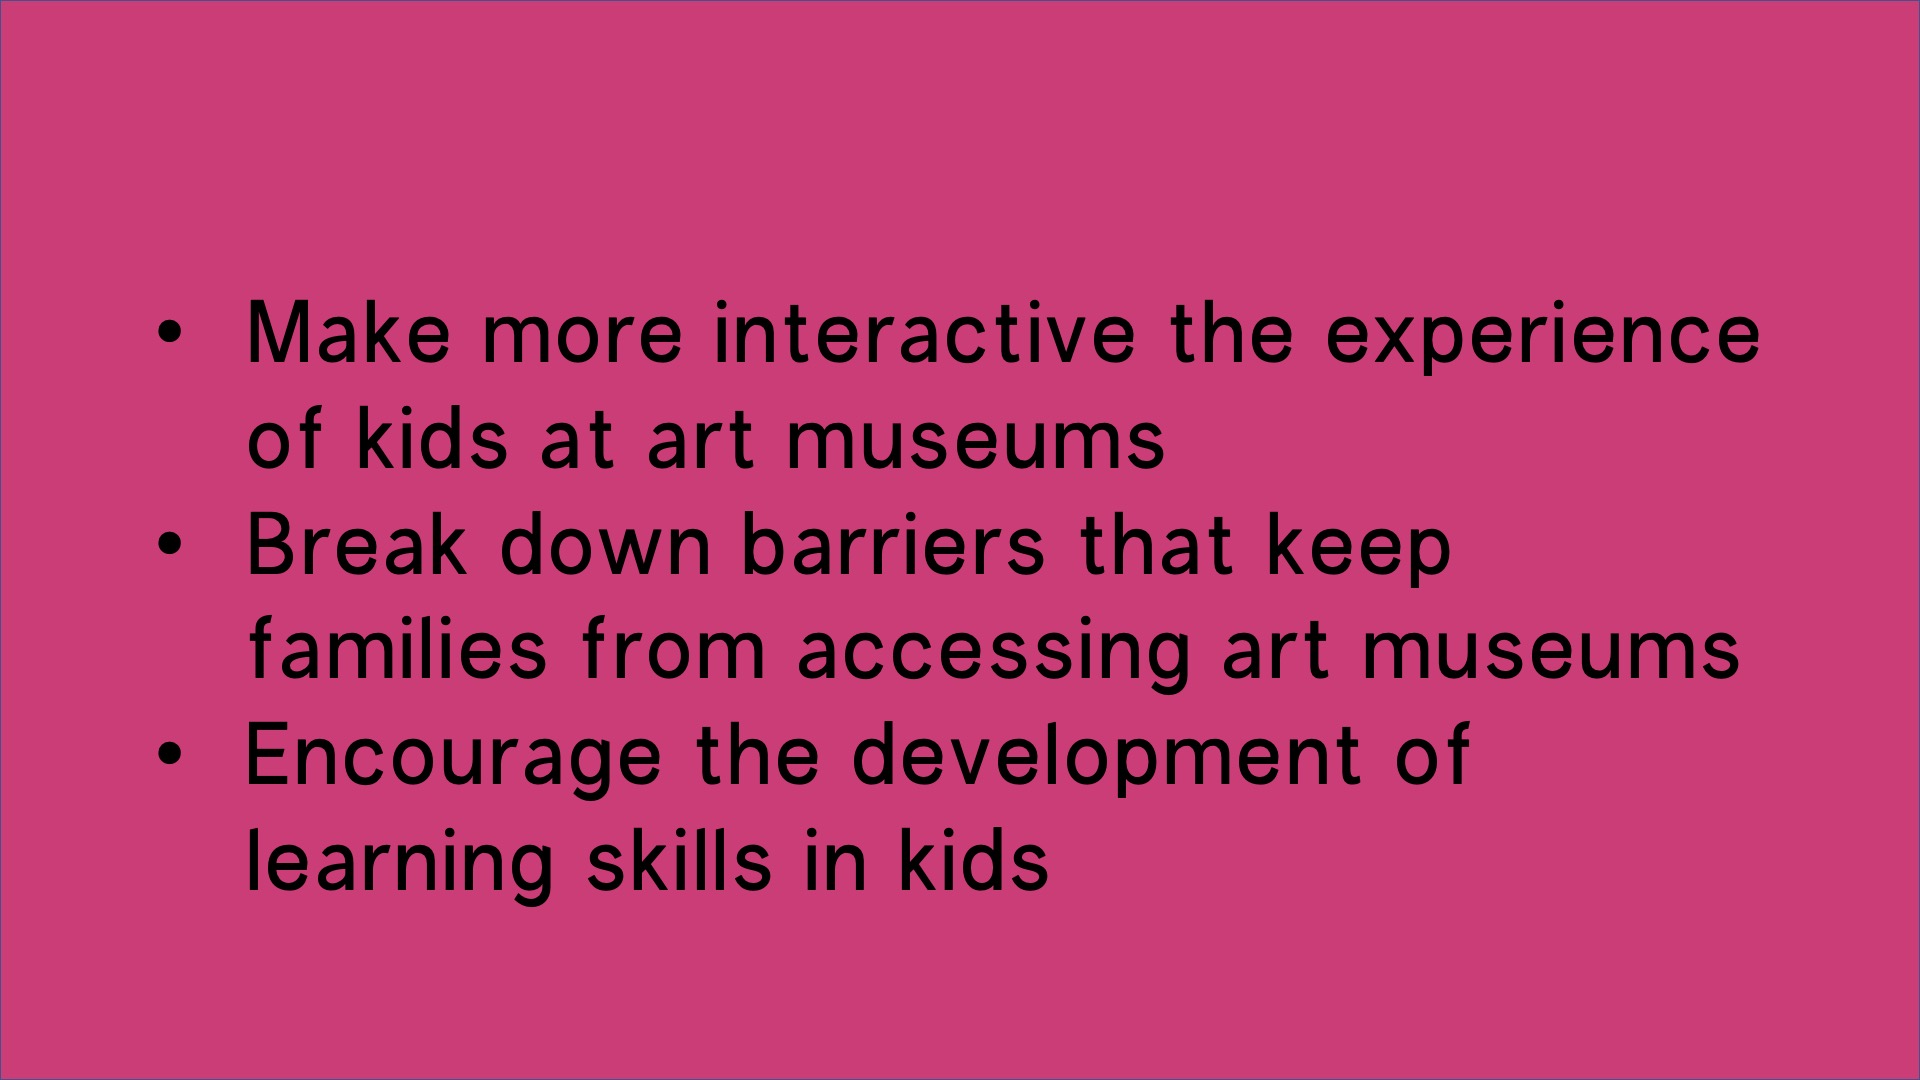 • Make more interactive the experience
of kids at art museums
• Break down barriers that keep
families from accessing art museums
• Encourage the development of
learning skills in kids